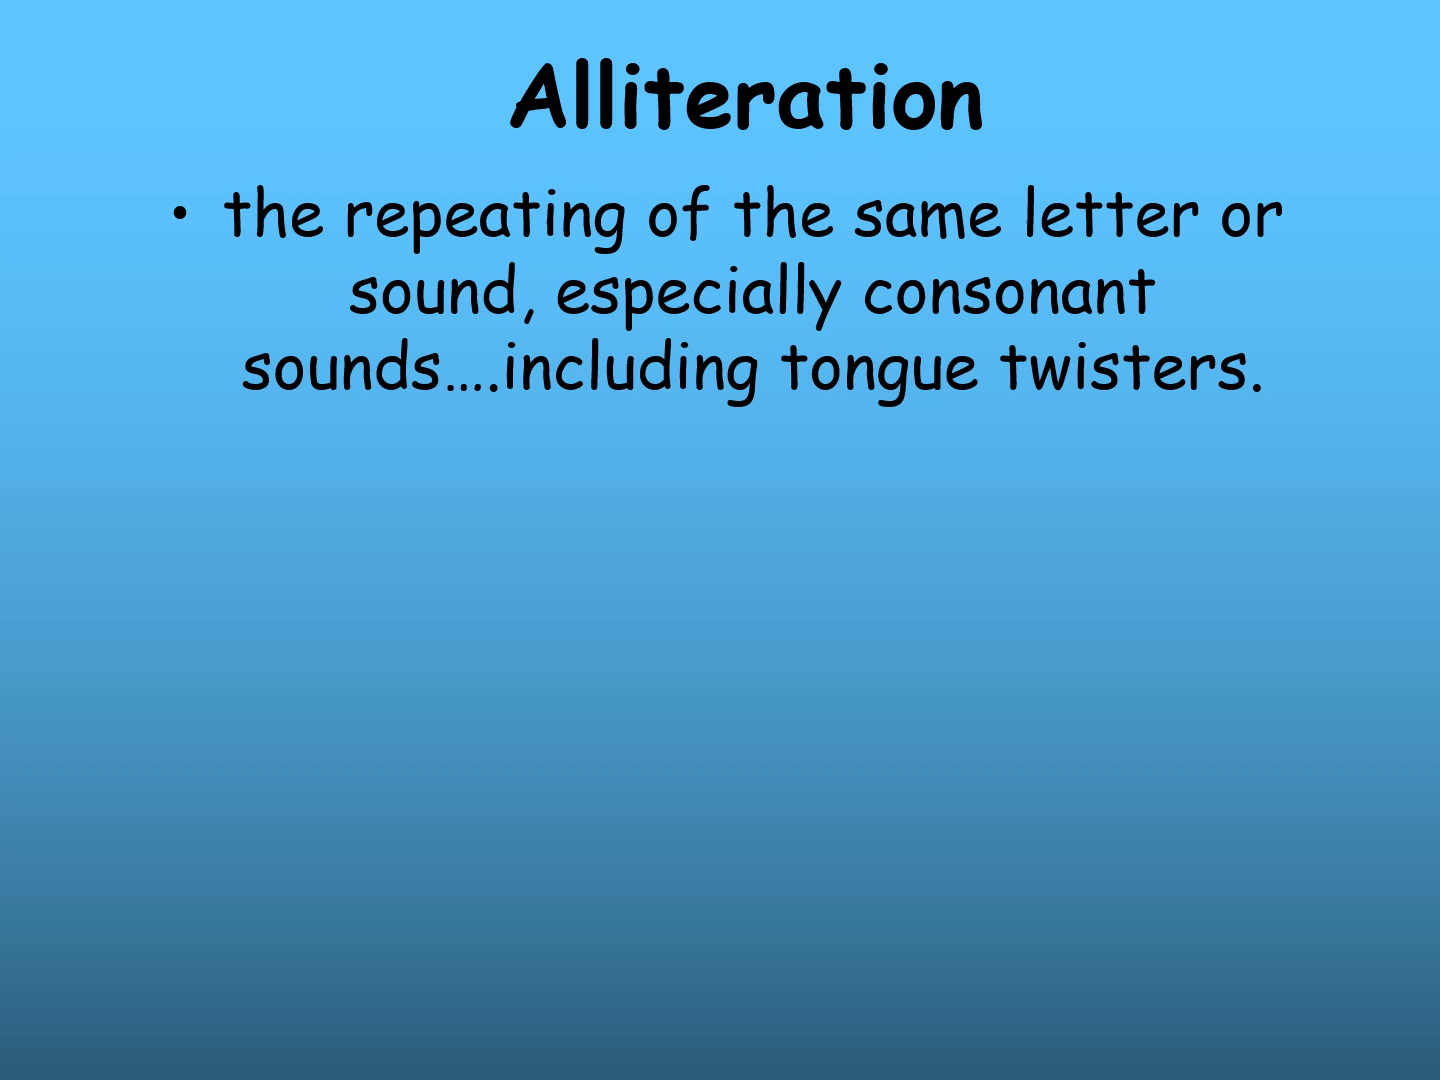 Alliteration
• the repeating of the same letter or
sound, especially consonant
sounds….including tongue twisters.